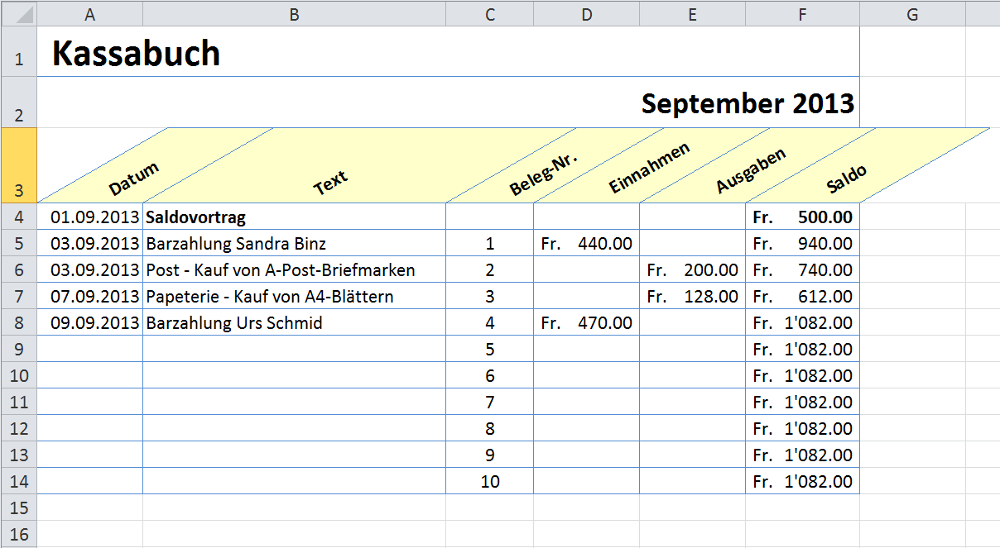 A B C D E F G
1 Kassabuch
2 September 2013
3 Datum Text Beleg-Nr. Einnahmen Ausgaben Saldo
4 01.09.2013 Saldovortrag Fr. 500.00
5 03.09.2013 Barzahlung Sandra Binz 1 Fr. 440.00 Fr. 940.00
6 03.09.2013 Post - Kauf von A-Post-Briefmarken 2 Fr. 200.00 Fr. 740.00
7 07.09.2013 Papeterie - Kauf von A4-Blättern 3 Fr. 128.00 Fr. 612.00
8 09.09.2013 Barzahlung Urs Schmid 4 Fr. 470.00 Fr. 1'082.00
9 5 Fr. 1'082.00
10 6 Fr. 1'082.00
11 7 Fr. 1'082.00
12 8 Fr. 1'082.00
13 9 Fr. 1'082.00
14 10 Fr. 1'082.00
15
16